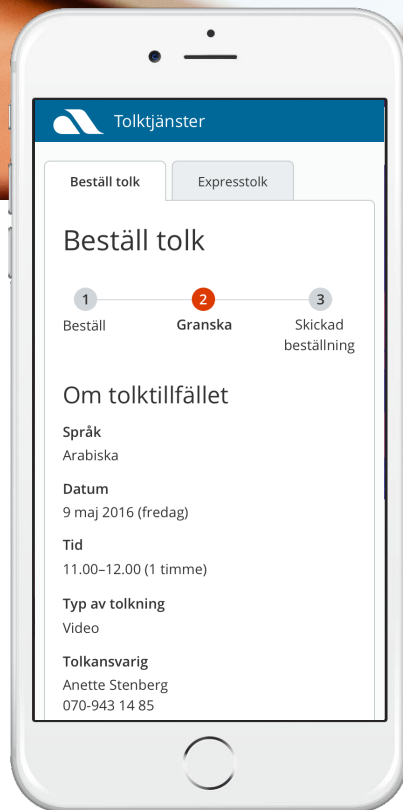 Tolktjänster
Beställ tolk
Expresstolk
Beställ tolk
1
2
3
Beställ
Granska
Skickad
beställning
Om tolktillfället
Språk
Arabiska
Datum
9 maj 2016 (fredag)
Tid
11.00–12.00 (1 timme)
Typ av tolkning
Video
Tolkansvarig
Anette Stenberg
070-943 14 85